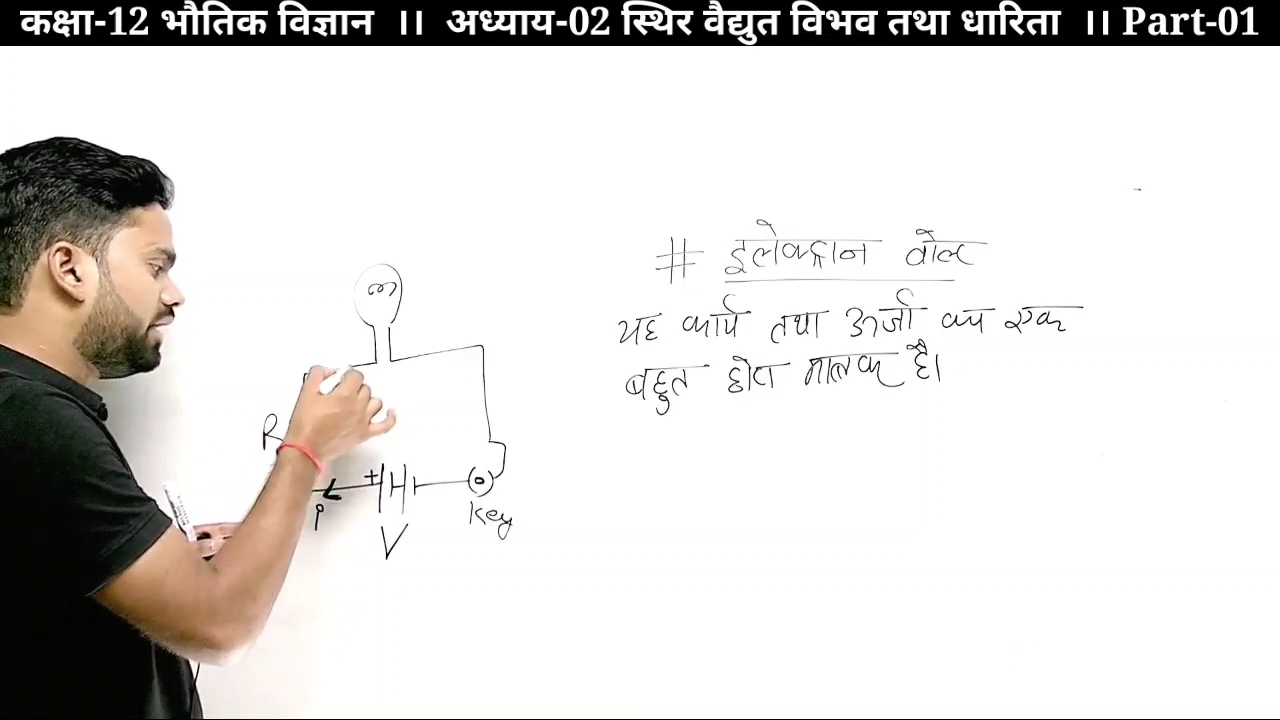 कक्षा-12 भौतिक विज्ञान ।। अध्याय-02 स्थिर वैद्युत विभव तथा धारिता ।। Part-01
# इलेक्ट्रान वोल्ट
यह कार्य तथा ऊर्जा का एक
बहुत छोटा मात्रक है।
R
+
i
V
Key